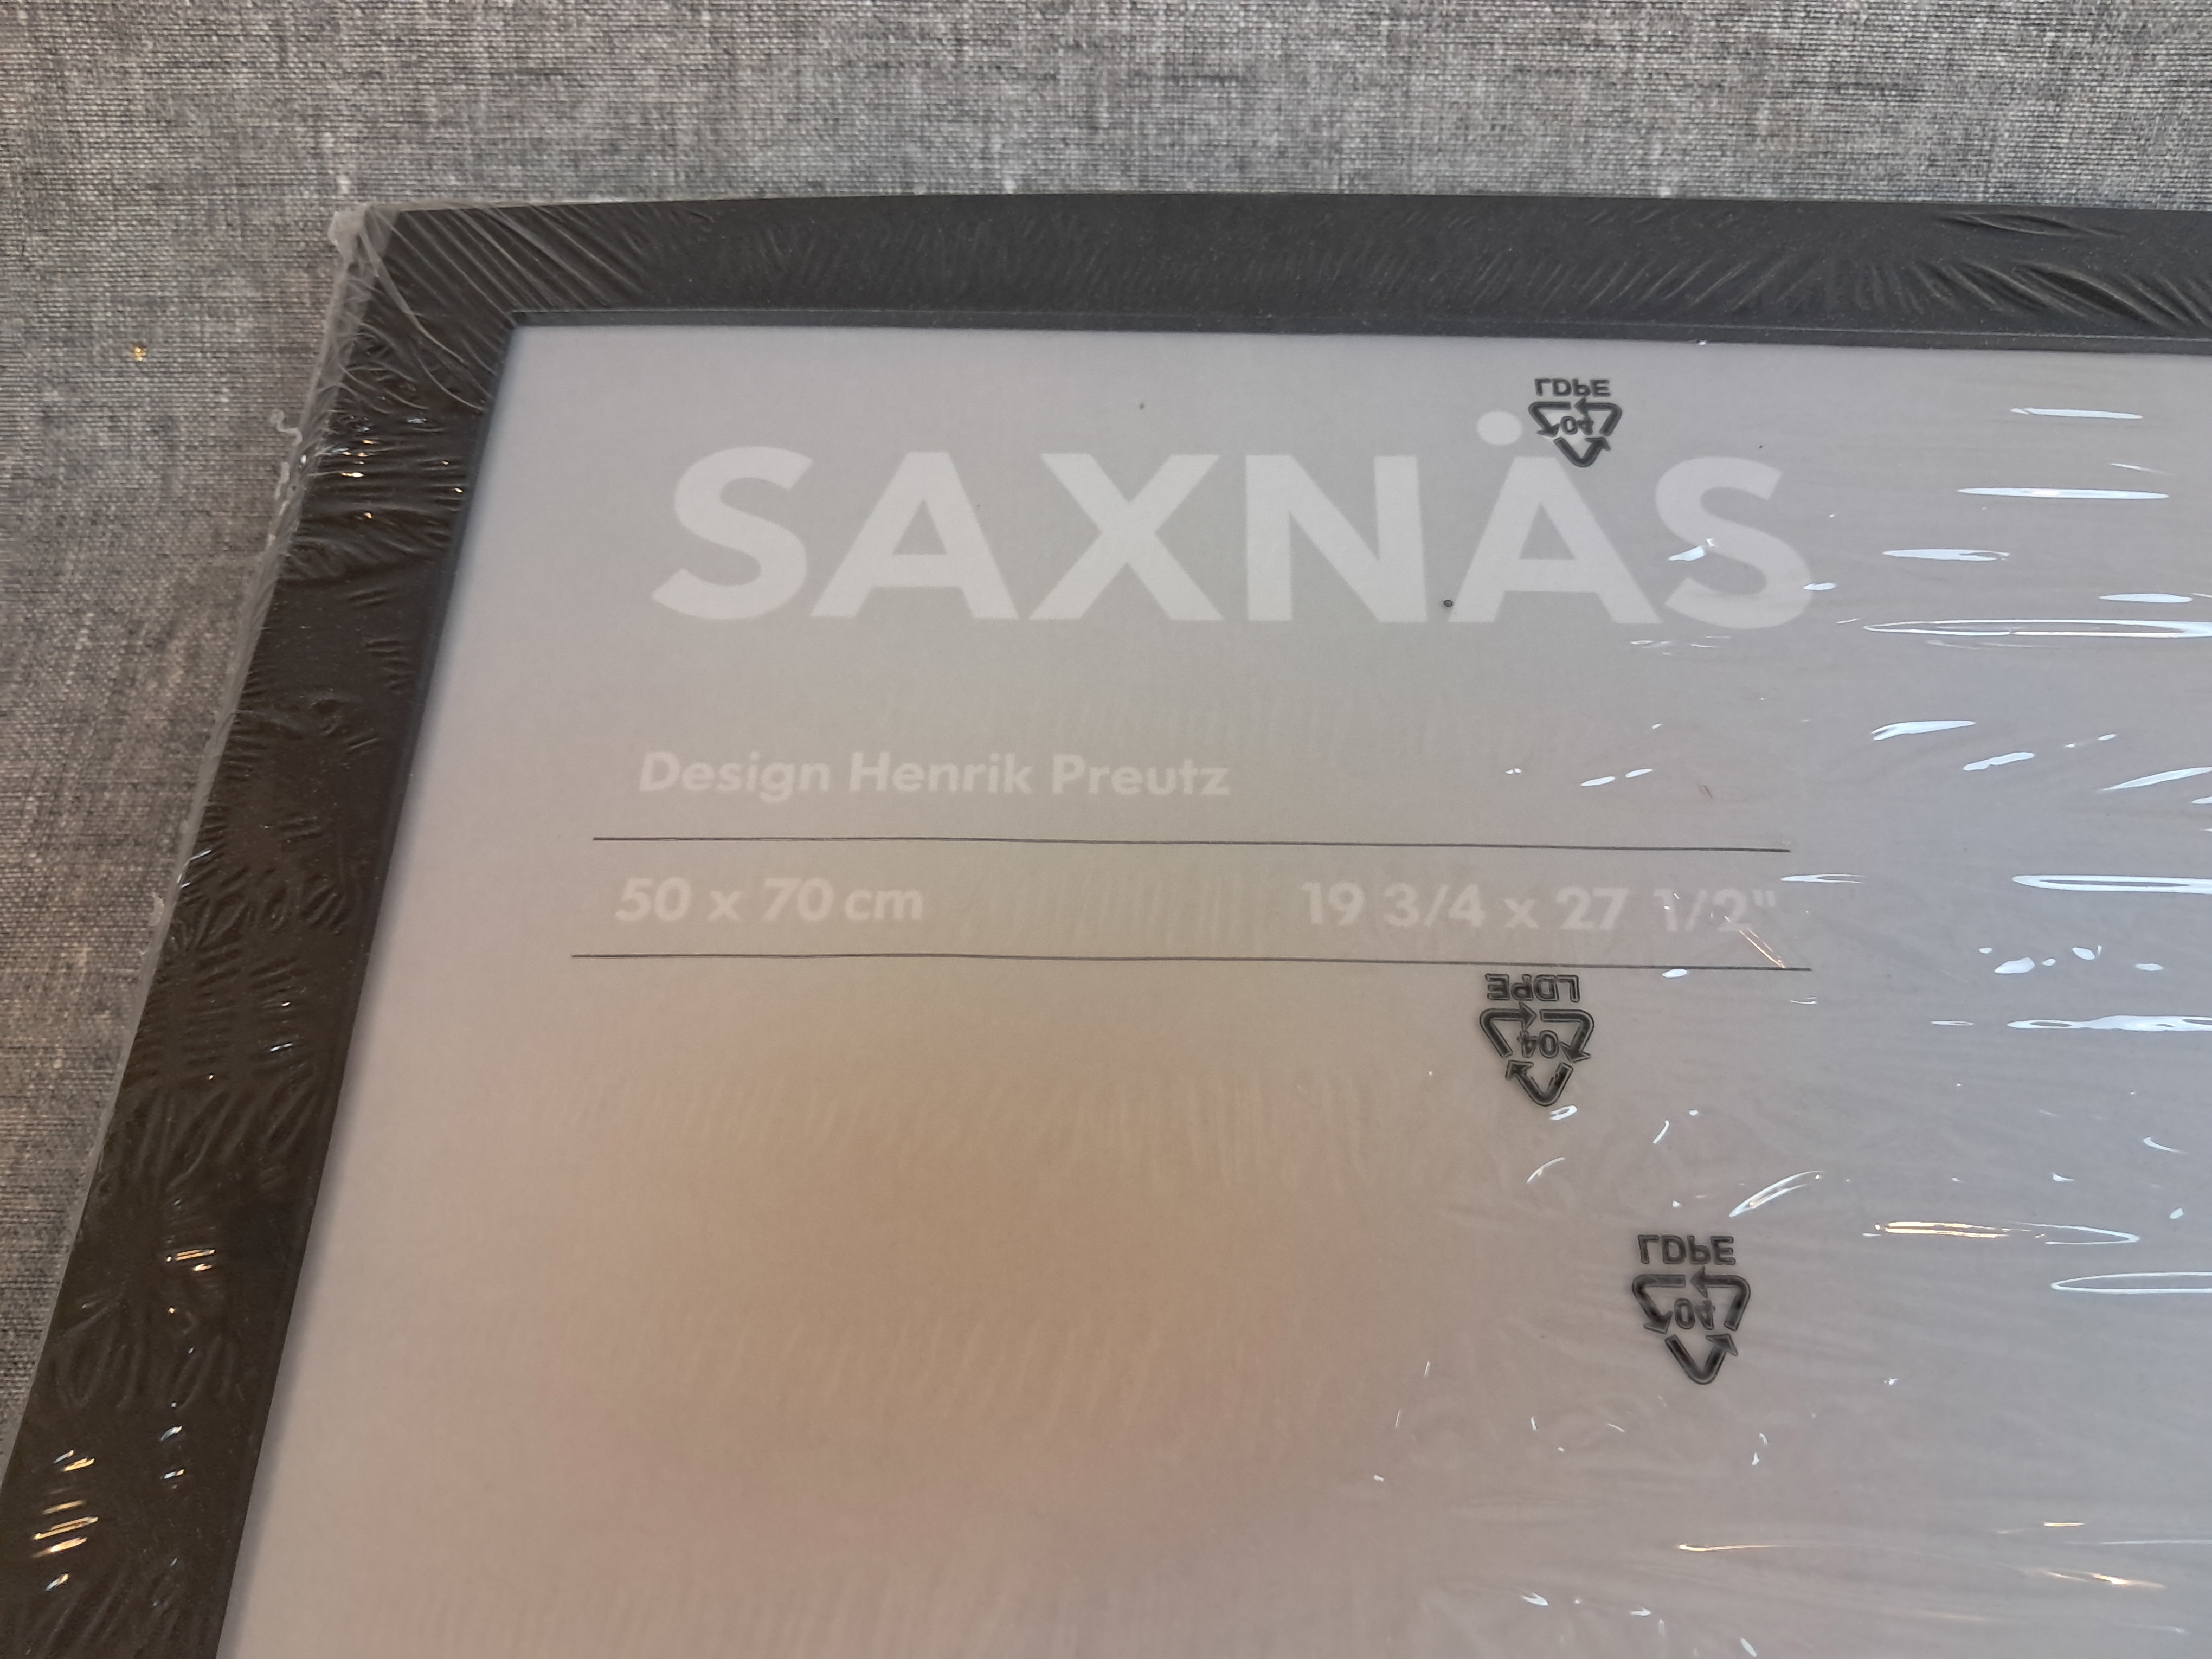 LDPE
04
SAXNÄS
Design Henrik Preutz
50 x 70 cm 19 3/4 x 27 1/2"
LDPE
04
LDPE
04